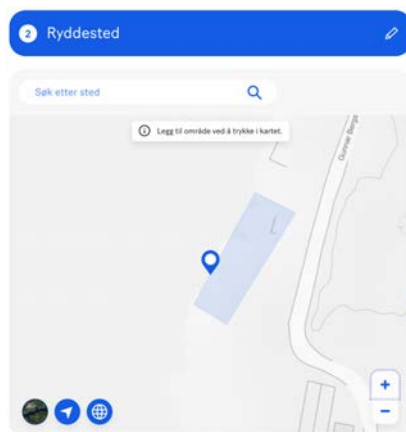 2 Ryddested
Søk etter sted
Legg til område ved å trykke i kartet.
Gunnar Bergs
+
−